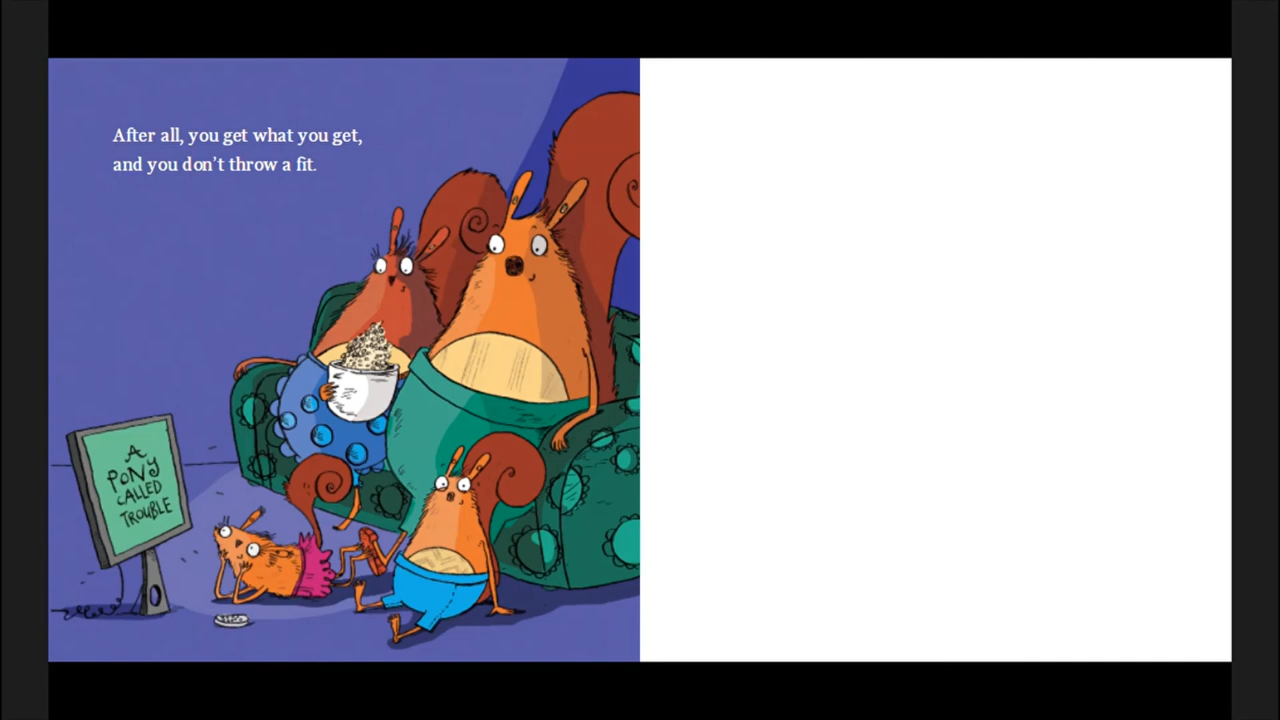 After all, you get what you get,
and you don't throw a fit.
A
PONY
CALLED
TROUBLE